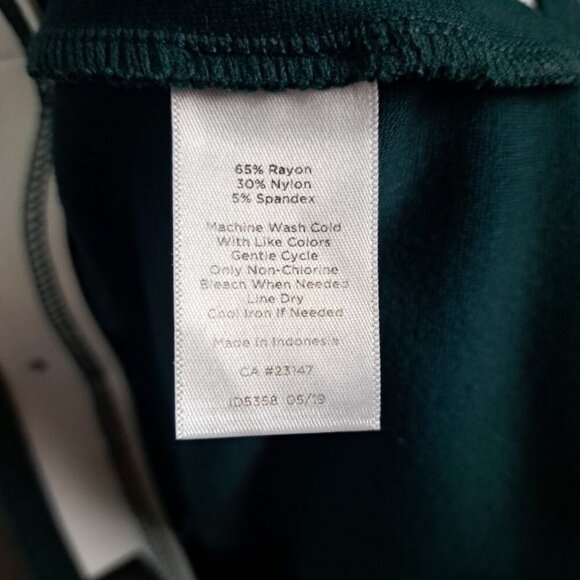 65% Rayon
30% Nylon
5% Spandex
Machine Wash Cold
With Like Colors
Gentle Cycle
Only Non-Chlorine
Bleach When Needed
Line Dry
Cool Iron If Needed
Made in Indonesia
CA #23147
ID5358 05/19